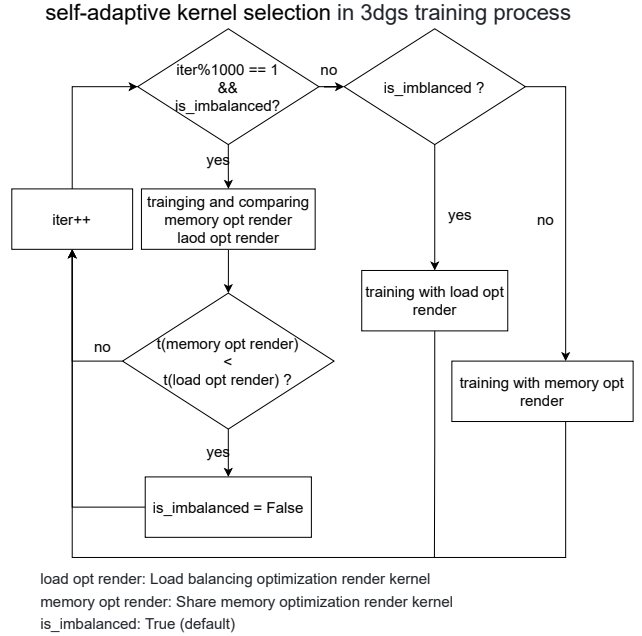 self-adaptive kernel selection in 3dgs training process
iter%1000 == 1
&&
is_imbalanced?
no
is_imblanced ?
yes
iter++
trainging and comparing
memory opt render
laod opt render
yes
no
training with load opt
render
no
t(memory opt render)
<
t(load opt render) ?
training with memory opt
render
yes
is_imbalanced = False
load opt render: Load balancing optimization render kernel
memory opt render: Share memory optimization render kernel
is_imbalanced: True (default)